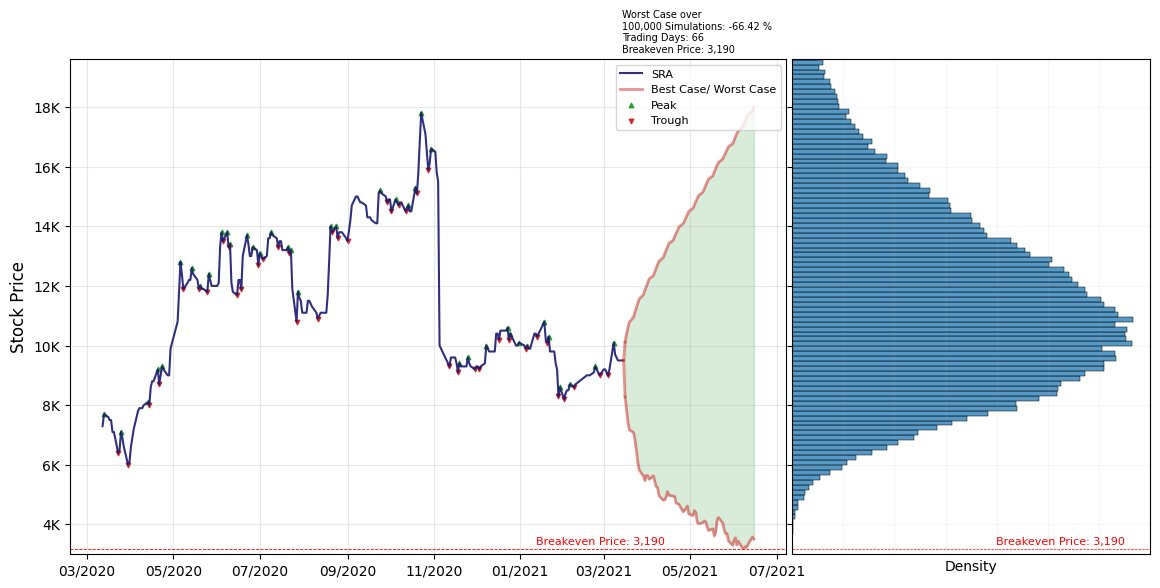 Worst Case over
100,000 Simulations: -66.42 %
Trading Days: 66
Breakeven Price: 3,190
SRA
Best Case/ Worst Case
Peak
Trough
Stock Price
18K
16K
14K
12K
10K
8K
6K
4K
Breakeven Price: 3,190
Breakeven Price: 3,190
03/2020 05/2020 07/2020 09/2020 11/2020 01/2021 03/2021 05/2021 07/2021
Density